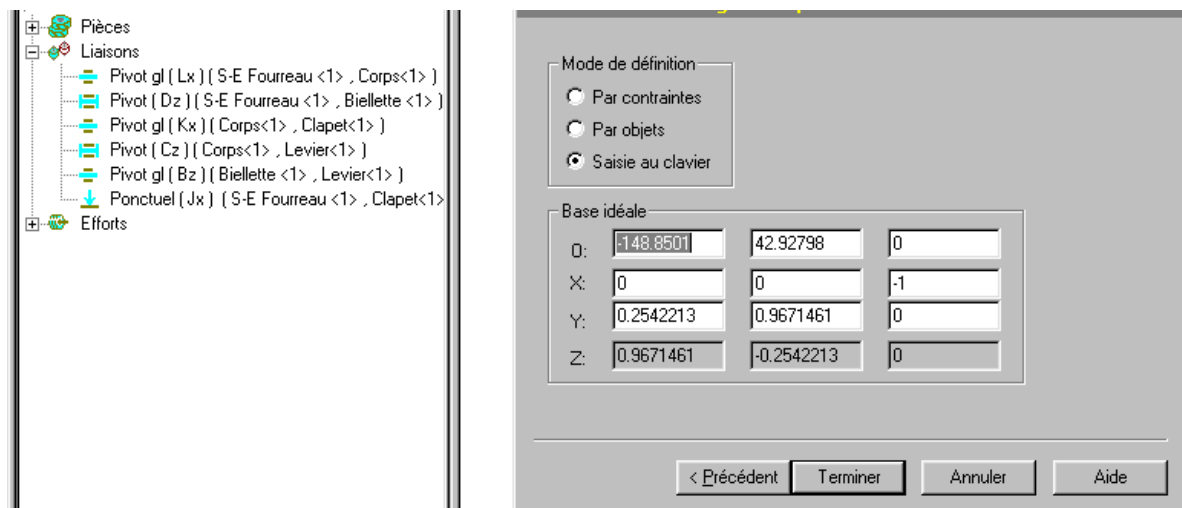 Pièces
Liaisons
Pivot gl ( Lx ) ( S-E Fourreau <1> , Corps<1> )
Pivot ( Dz ) ( S-E Fourreau <1> , Biellette <1> )
Pivot gl ( Kx ) ( Corps<1> , Clapet<1> )
Pivot ( Cz ) ( Corps<1> , Levier<1> )
Pivot gl ( Bz ) ( Biellette <1> , Levier<1> )
Ponctuel ( Jx ) ( S-E Fourreau <1> , Clapet<1>
Efforts
Mode de définition
Par contraintes
Par objets
Saisie au clavier
Base idéale
O: -148.8501 42.92798 0
X: 0 0 -1
Y: 0.2542213 0.9671461 0
Z: 0.9671461 -0.2542213 0
< Précédent Terminer Annuler Aide